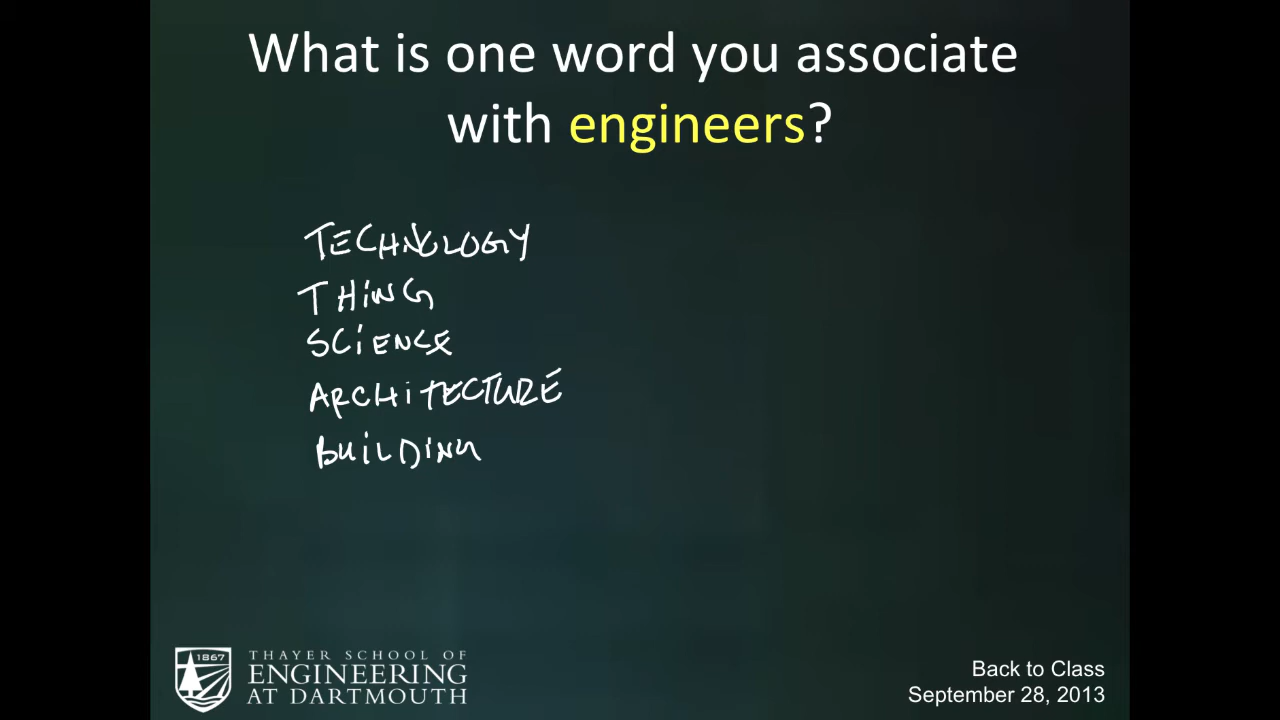 What is one word you associate
with engineers?
TECHNOLOGY
THING
SCIENCE
ARCHITECTURE
BUILDING
1867
THAYER SCHOOL OF
ENGINEERING
AT DARTMOUTH
Back to Class
September 28, 2013